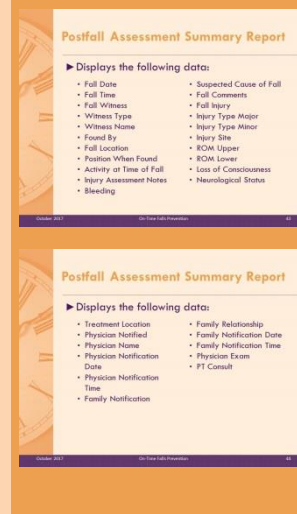 Postfall Assessment Summary Report
►Displays the following data:
• Fall Date
• Fall Time
• Fall Witness
• Witness Type
• Witness Name
• Found By
• Fall Location
• Position When Found
• Activity at Time of Fall
• Injury Assessment Notes
• Bleeding
• Suspected Cause of Fall
• Fall Comments
• Fall Injury
• Injury Type Major
• Injury Type Minor
• Injury Site
• ROM Upper
• ROM Lower
• Loss of Consciousness
• Neurological Status
October 2017 On-Time Falls Prevention 43
Postfall Assessment Summary Report
►Displays the following data:
• Treatment Location
• Physician Notified
• Physician Name
• Physician Notification
Date
• Physician Notification
Time
• Family Notification
• Family Relationship
• Family Notification Date
• Family Notification Time
• Physician Exam
• PT Consult
October 2017 On-Time Falls Prevention 44